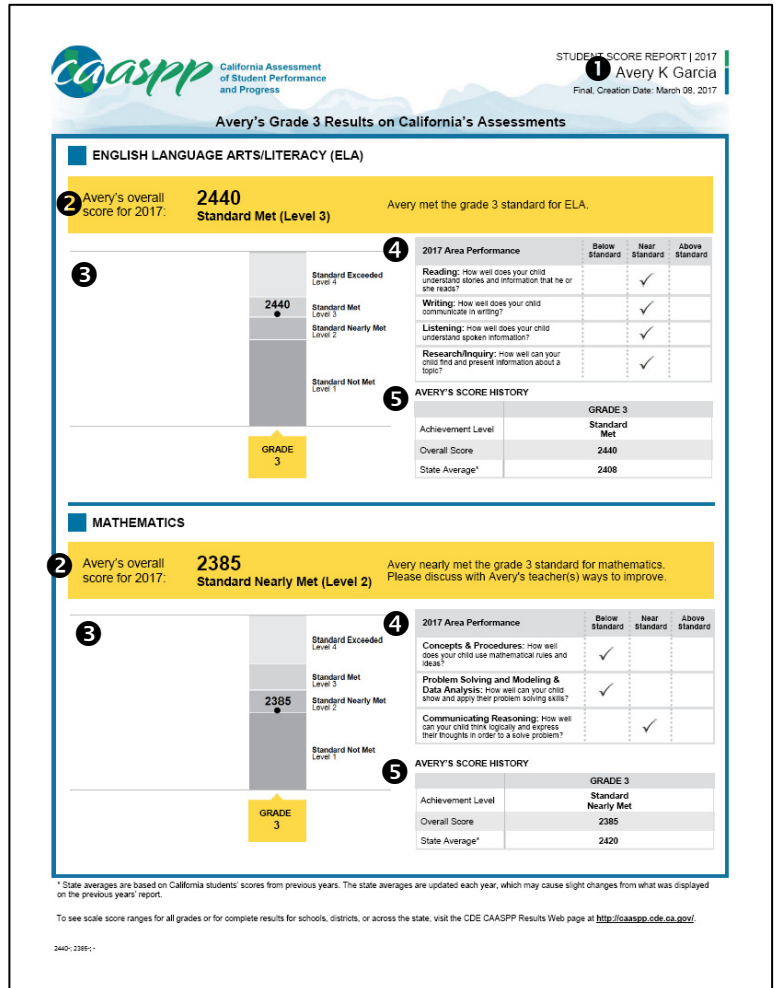 caaspp
California Assessment
of Student Performance
and Progress
STUDENT SCORE REPORT | 2017
1
Avery K Garcia
Final, Creation Date: March 08, 2017
Avery's Grade 3 Results on California's Assessments
ENGLISH LANGUAGE ARTS/LITERACY (ELA)
2
Avery's overall
score for 2017:
2440
Standard Met (Level 3)
Avery met the grade 3 standard for ELA.
3
Standard Exceeded
Level 4
2440
Standard Met
Level 3
Standard Nearly Met
Level 2
Standard Not Met
Level 1
GRADE
3
4
2017 Area Performance
Below
Standard
Near
Standard
Above
Standard
Reading: How well does your child
understand stories and information that he or
she reads?
Writing: How well does your child
communicate in writing?
Listening: How well does your child
understand spoken information?
Research/Inquiry: How well can your
child find and present information about a
topic?
5
AVERY'S SCORE HISTORY
GRADE 3
Achievement Level
Standard
Met
Overall Score 2440
State Average* 2408
MATHEMATICS
2
Avery's overall
score for 2017:
2385
Standard Nearly Met (Level 2)
Avery nearly met the grade 3 standard for mathematics.
Please discuss with Avery's teacher(s) ways to improve.
3
Standard Exceeded
Level 4
Standard Met
Level 3
2385
Standard Nearly Met
Level 2
Standard Not Met
Level 1
GRADE
3
4
2017 Area Performance
Below
Standard
Near
Standard
Above
Standard
Concepts & Procedures: How well
does your child use mathematical rules and
ideas?
Problem Solving and Modeling &
Data Analysis: How well can your child
show and apply their problem solving skills?
Communicating Reasoning: How well
can your child think logically and express
their thoughts in order to a solve problem?
5
AVERY'S SCORE HISTORY
GRADE 3
Achievement Level
Standard
Nearly Met
Overall Score 2385
State Average* 2420
* State averages are based on California students' scores from previous years. The state averages are updated each year, which may cause slight changes from what was displayed
on the previous years' report.
To see scale score ranges for all grades or for complete results for schools, districts, or across the state, visit the CDE CAASPP Results Web page at http://caaspp.cde.ca.gov/.
2440-; 2385-; -